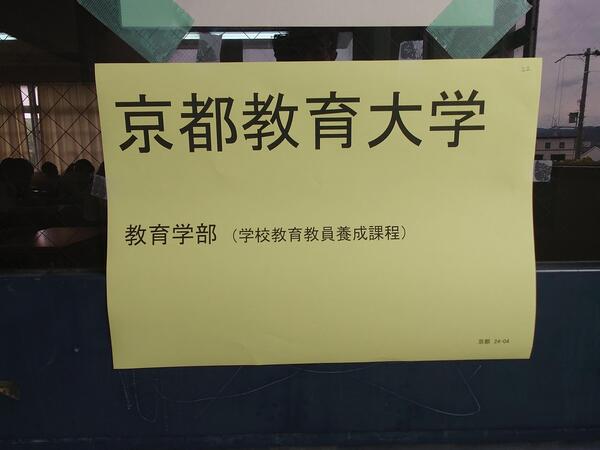 22
京都教育大学
教育学部 （学校教育教員養成課程）
京都 24-04